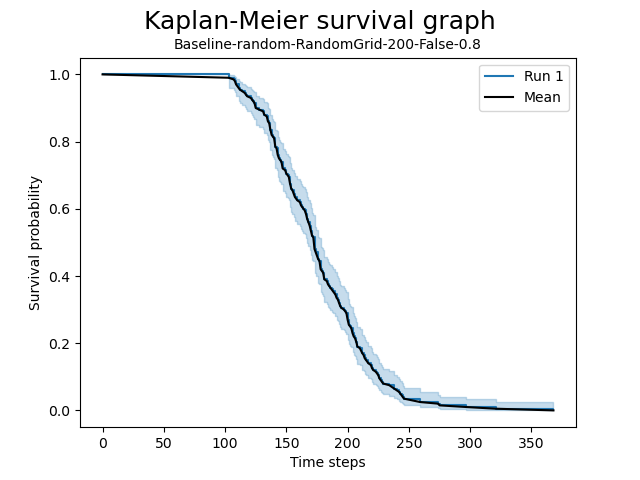 Kaplan-Meier survival graph
Baseline-random-RandomGrid-200-False-0.8
Run 1
Mean
Survival probability
1.0
0.8
0.6
0.4
0.2
0.0
0 50 100 150 200 250 300 350
Time steps